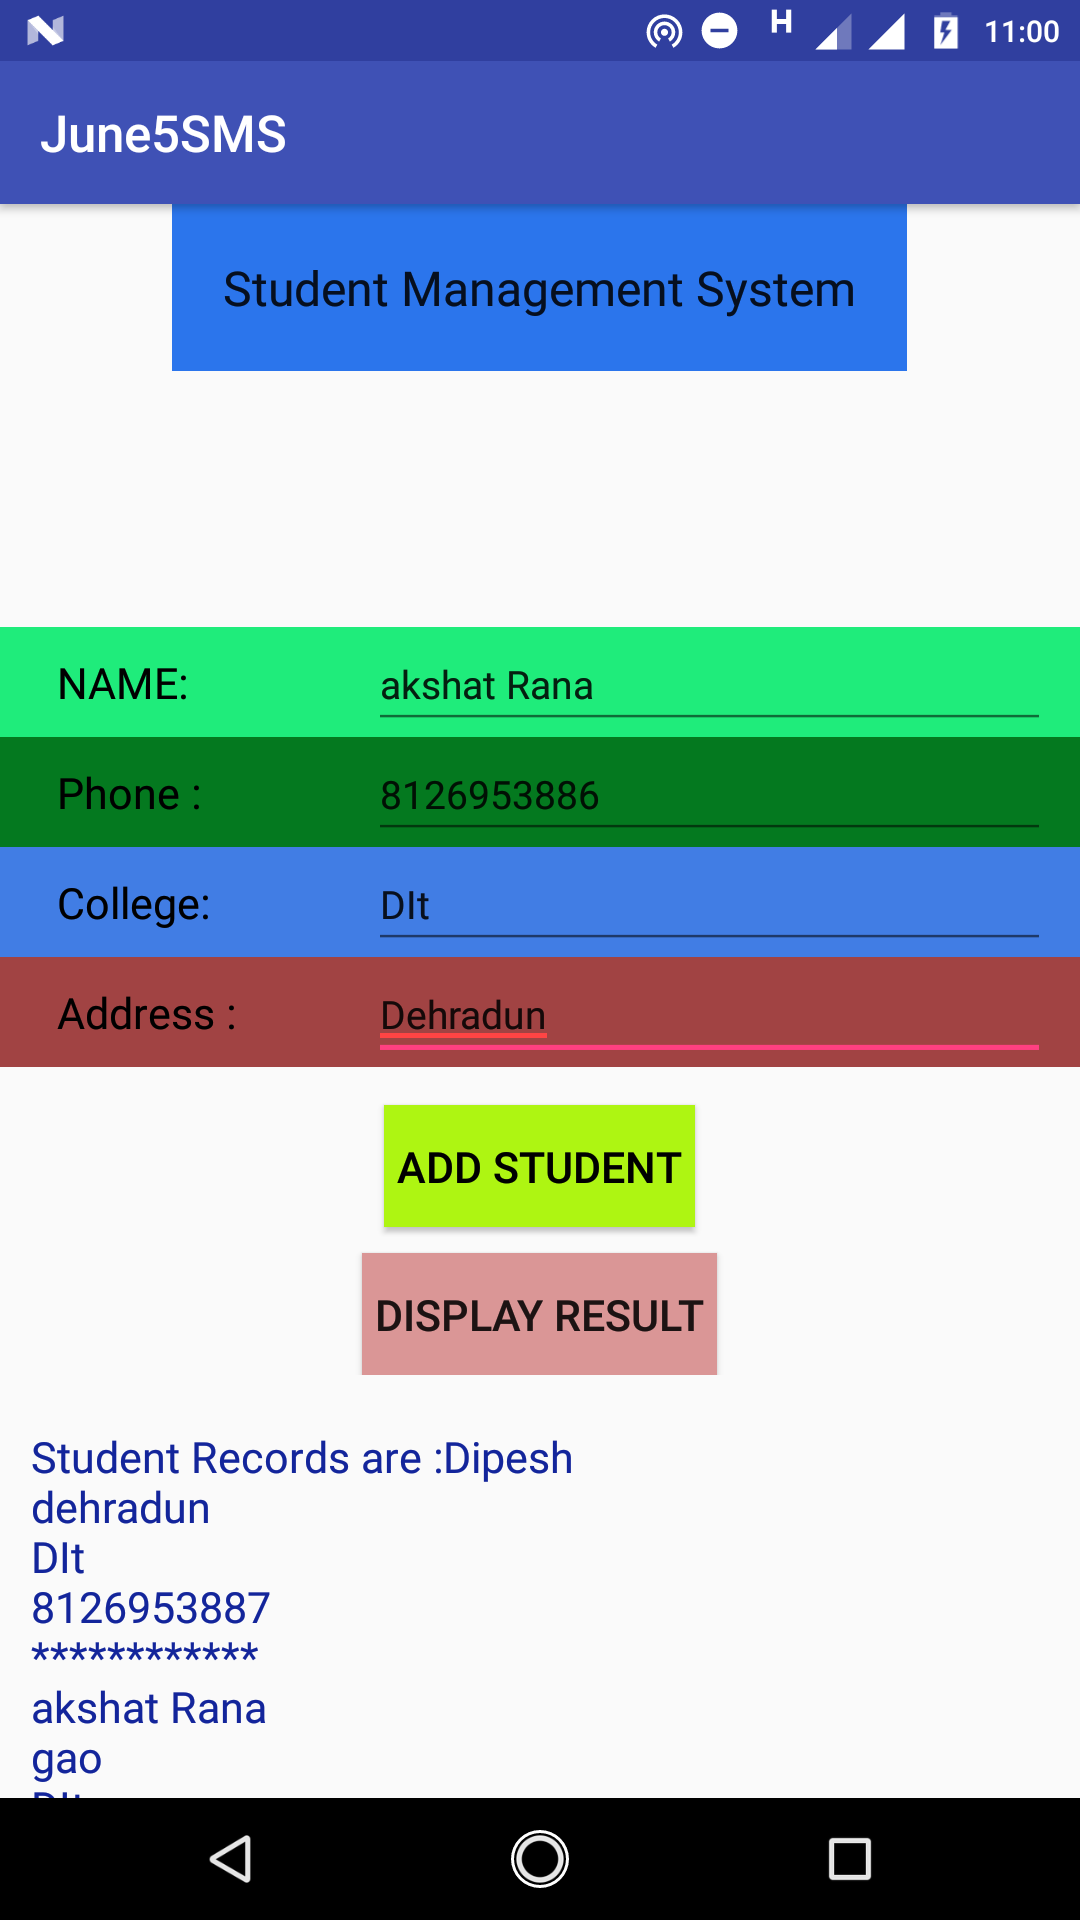 H 11:00
June5SMS
Student Management System
NAME: akshat Rana
Phone : 8126953886
College: DIt
Address : Dehradun
ADD STUDENT
DISPLAY RESULT
Student Records are :Dipesh
dehradun
DIt
8126953887
************
akshat Rana
gao